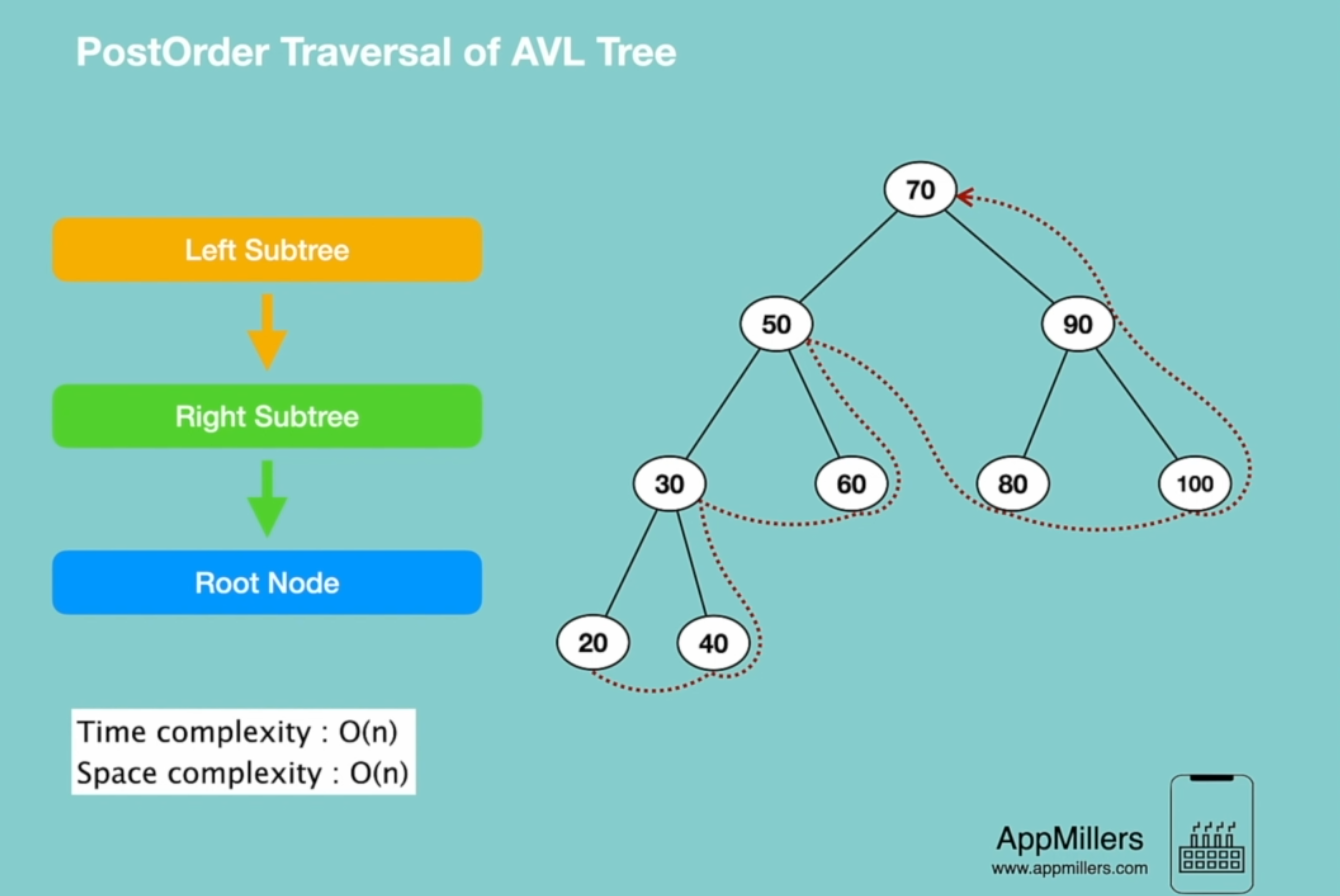 PostOrder Traversal of AVL Tree
Left Subtree
Right Subtree
Root Node
70
50
90
30
60
80
100
20
40
Time complexity : O(n)
Space complexity : O(n)
AppMillers
www.appmillers.com